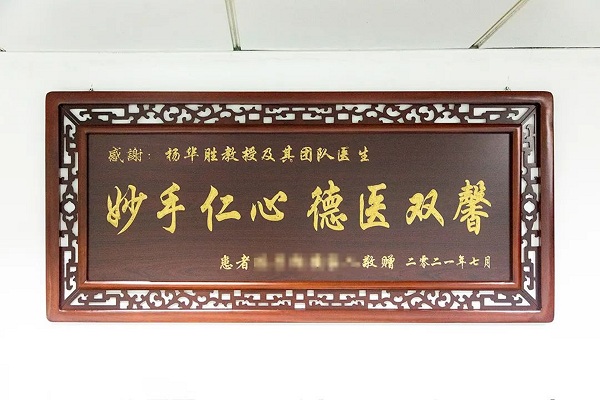 感謝：杨华胜教授及其团队医生
妙手仁心 德医双馨
患者 敬赠 二零二一年七月